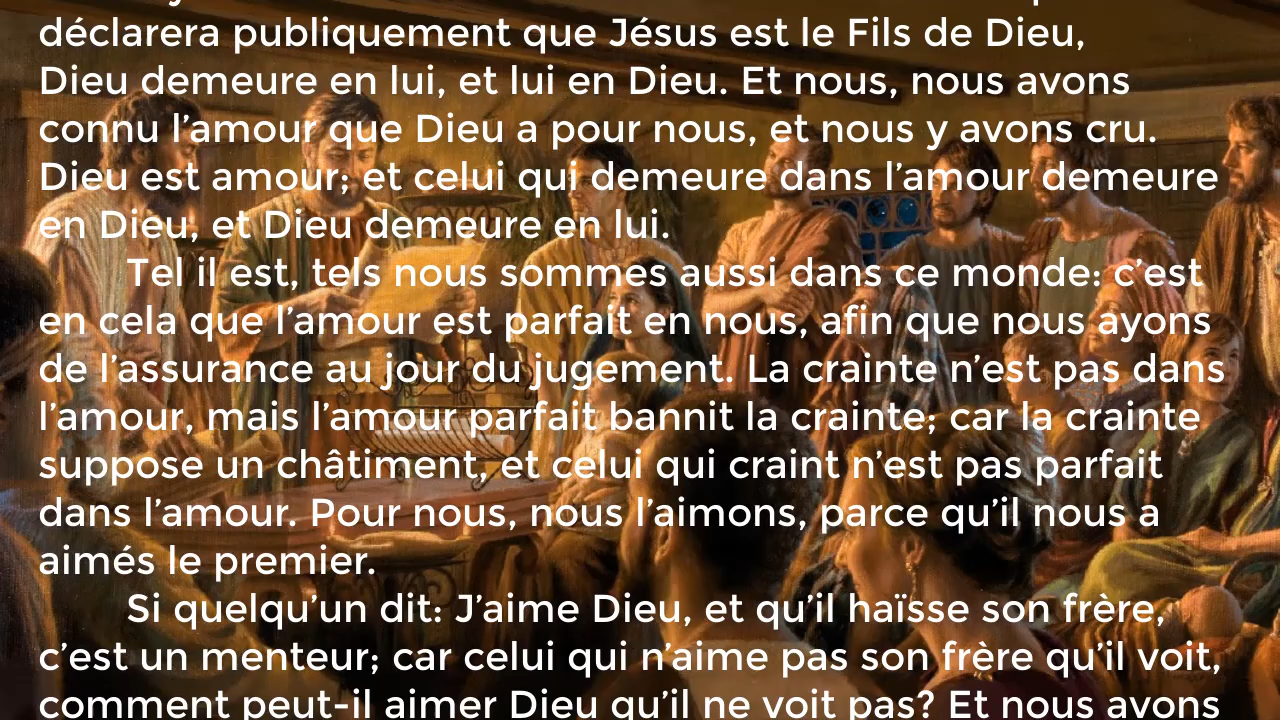 déclarera publiquement que Jésus est le Fils de Dieu,
Dieu demeure en lui, et lui en Dieu. Et nous, nous avons
connu l’amour que Dieu a pour nous, et nous y avons cru.
Dieu est amour; et celui qui demeure dans l’amour demeure
en Dieu, et Dieu demeure en lui.
Tel il est, tels nous sommes aussi dans ce monde: c’est
en cela que l’amour est parfait en nous, afin que nous ayons
de l’assurance au jour du jugement. La crainte n’est pas dans
l’amour, mais l’amour parfait bannit la crainte; car la crainte
suppose un châtiment, et celui qui craint n’est pas parfait
dans l’amour. Pour nous, nous l’aimons, parce qu’il nous a
aimés le premier.
Si quelqu’un dit: J’aime Dieu, et qu’il haïsse son frère,
c’est un menteur; car celui qui n’aime pas son frère qu’il voit,
comment peut-il aimer Dieu qu’il ne voit pas? Et nous avons